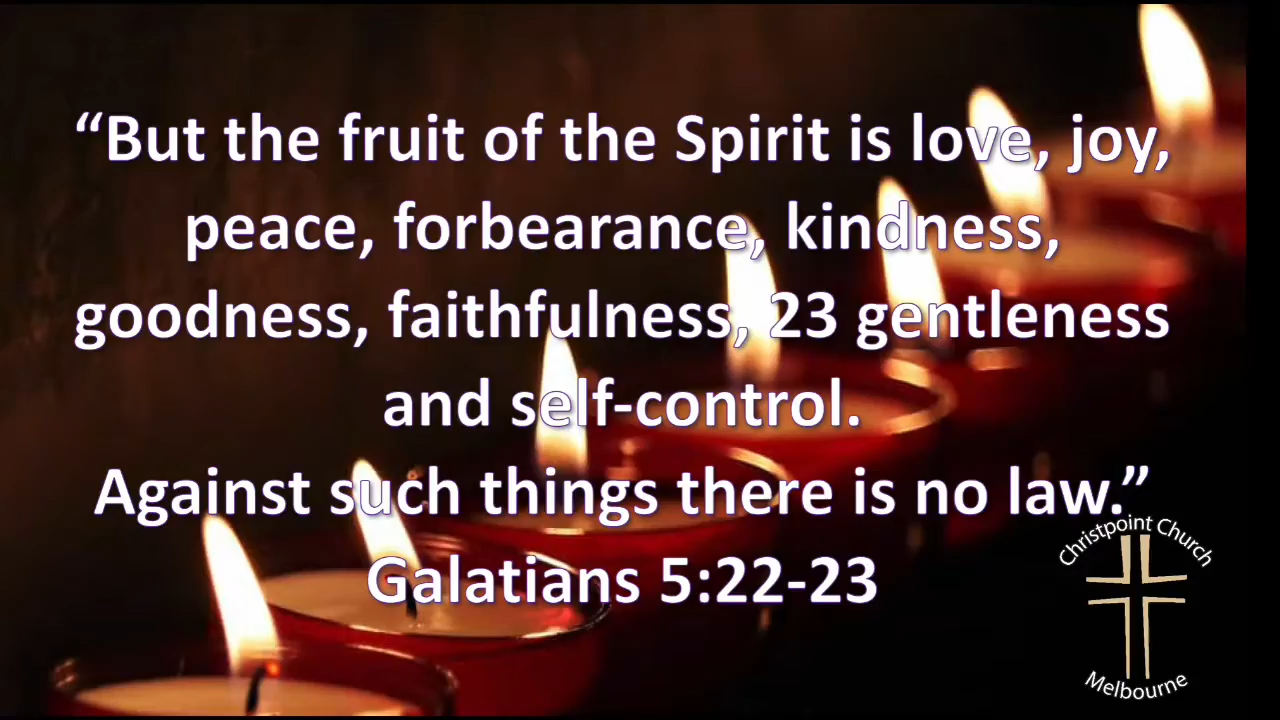 “But the fruit of the Spirit is love, joy,
peace, forbearance, kindness,
goodness, faithfulness, 23 gentleness
and self-control.
Against such things there is no law.”
Galatians 5:22-23
Christpoint Church
Melbourne